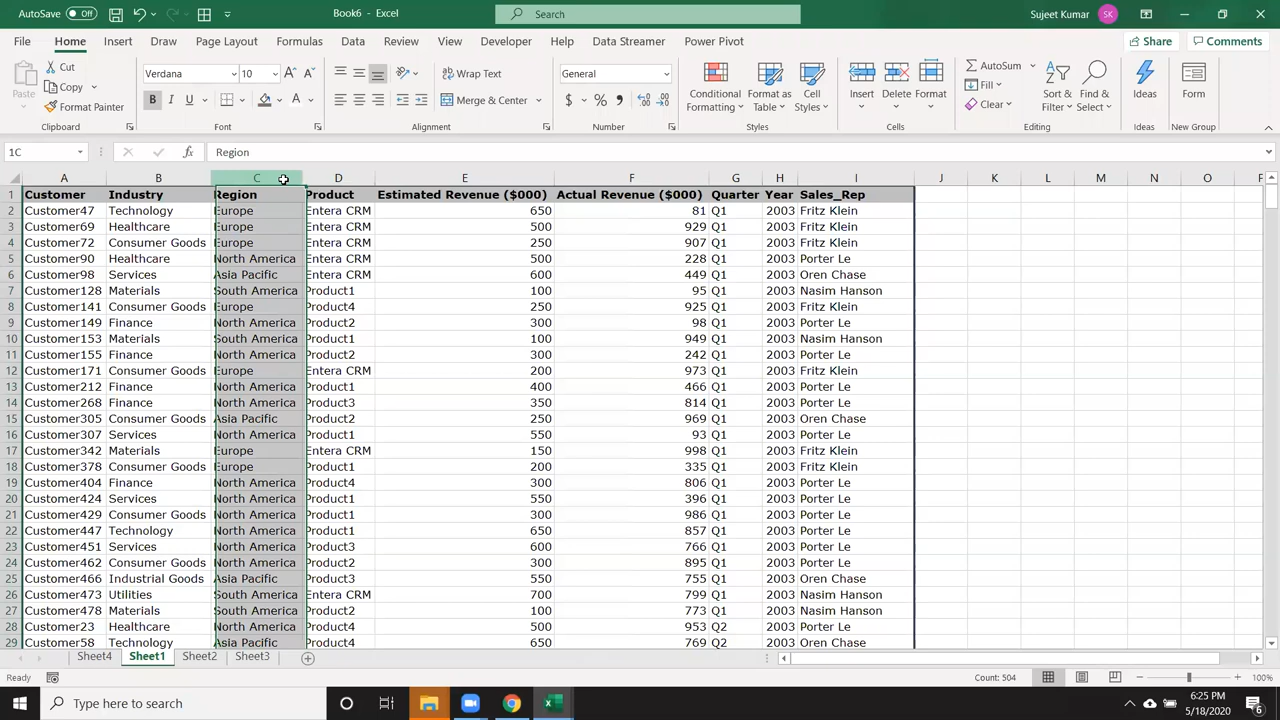 AutoSave Off Book6 - Excel Search Sujeet Kumar SK
File Home Insert Draw Page Layout Formulas Data Review View Developer Help Data Streamer Power Pivot Share Comments
Paste Cut Copy Format Painter Verdana 10 Wrap Text Merge & Center General Conditional Formatting Format as Table Cell Styles Insert Delete Format AutoSum Fill Clear Sort & Filter Find & Select Ideas Form
Clipboard Font Alignment Number Styles Cells Editing Ideas New Group
1C fx Region
A B C D E F G H I J K L M N O P
1 Customer Industry Region Product Estimated Revenue ($000) Actual Revenue ($000) Quarter Year Sales_Rep
2 Customer47 Technology Europe Entera CRM 650 81 Q1 2003 Fritz Klein
3 Customer69 Healthcare Europe Entera CRM 500 929 Q1 2003 Fritz Klein
4 Customer72 Consumer Goods Europe Entera CRM 250 907 Q1 2003 Fritz Klein
5 Customer90 Healthcare North America Entera CRM 500 228 Q1 2003 Porter Le
6 Customer98 Services Asia Pacific Entera CRM 600 449 Q1 2003 Oren Chase
7 Customer128 Materials South America Product1 100 95 Q1 2003 Nasim Hanson
8 Customer141 Consumer Goods Europe Product4 250 925 Q1 2003 Fritz Klein
9 Customer149 Finance North America Product2 300 98 Q1 2003 Porter Le
10 Customer153 Materials South America Product1 100 949 Q1 2003 Nasim Hanson
11 Customer155 Finance North America Product2 300 242 Q1 2003 Porter Le
12 Customer171 Consumer Goods Europe Entera CRM 200 973 Q1 2003 Fritz Klein
13 Customer212 Finance North America Product1 400 466 Q1 2003 Porter Le
14 Customer268 Finance North America Product3 350 814 Q1 2003 Porter Le
15 Customer305 Consumer Goods Asia Pacific Product2 250 969 Q1 2003 Oren Chase
16 Customer307 Services North America Product1 550 93 Q1 2003 Porter Le
17 Customer342 Materials Europe Entera CRM 150 998 Q1 2003 Fritz Klein
18 Customer378 Consumer Goods Europe Product1 200 335 Q1 2003 Fritz Klein
19 Customer404 Finance North America Product4 300 806 Q1 2003 Porter Le
20 Customer424 Services North America Product1 550 396 Q1 2003 Porter Le
21 Customer429 Consumer Goods North America Product1 300 986 Q1 2003 Porter Le
22 Customer447 Technology North America Product1 650 857 Q1 2003 Porter Le
23 Customer451 Services North America Product3 600 766 Q1 2003 Porter Le
24 Customer462 Consumer Goods North America Product2 300 895 Q1 2003 Porter Le
25 Customer466 Industrial Goods Asia Pacific Product3 550 755 Q1 2003 Oren Chase
26 Customer473 Utilities South America Entera CRM 700 799 Q1 2003 Nasim Hanson
27 Customer478 Materials South America Product2 100 773 Q1 2003 Nasim Hanson
28 Customer23 Healthcare North America Product4 500 953 Q2 2003 Porter Le
29 Customer58 Technology Asia Pacific Product4 650 769 Q2 2003 Oren Chase
Sheet4 Sheet1 Sheet2 Sheet3
Ready Count: 504 100%
Type here to search 6:25 PM
5/18/2020 6